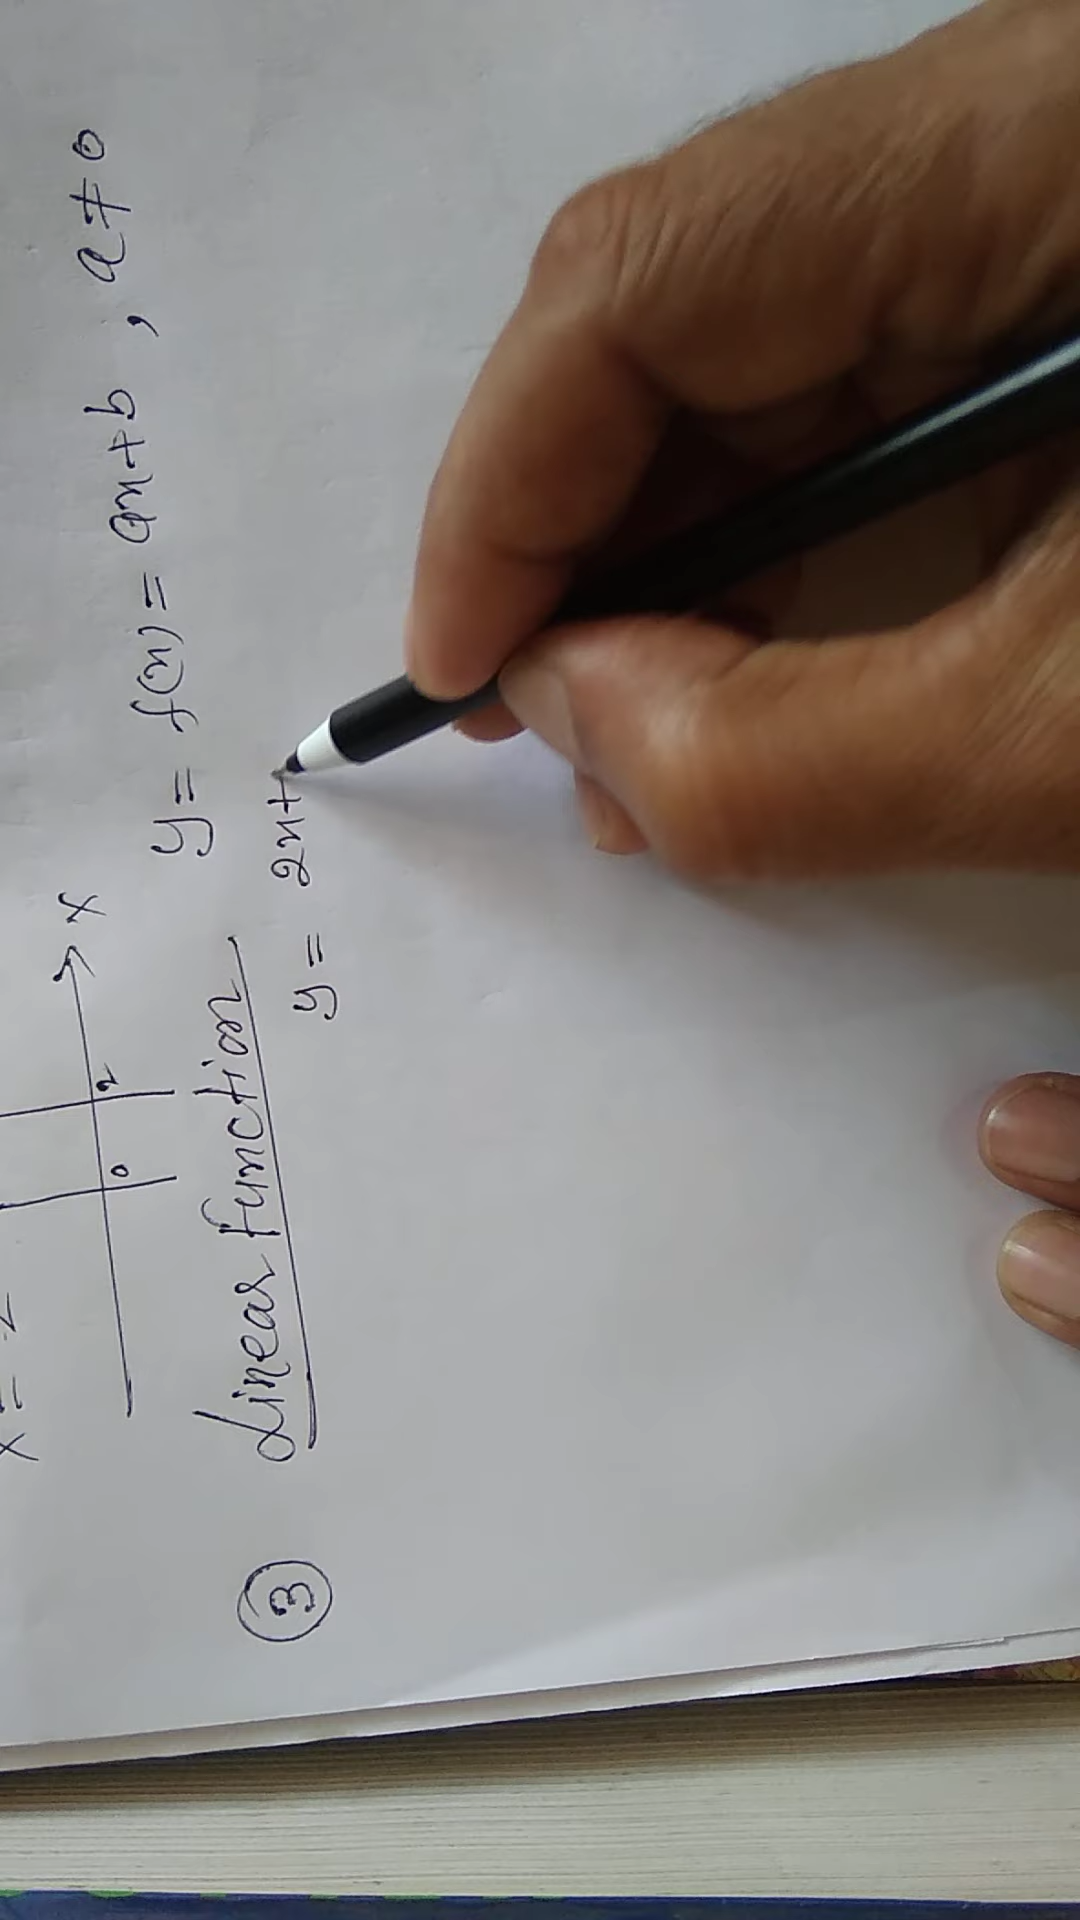 x = 2
X
0 2
③ Linear Function y = f(x) = ax+b , a ≠ 0
y = 2x+